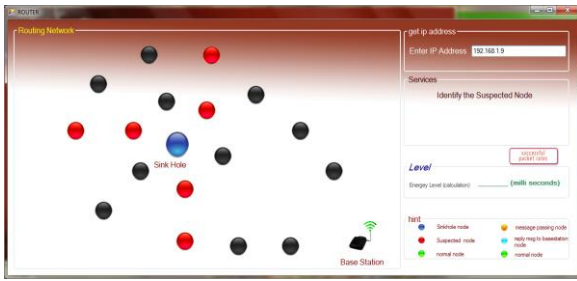 ROUTER
Routing Network
Sink Hole
Base Station
get ip address
Enter IP Address 192.168.1.9
Services
Identify the Suspected Node
successful
packet rates
Level
Energey Level (calculation) (milli seconds)
hint
Sinkhole node
message passing node
Suspected node
reply msg to basestation
node
normal node
normal node